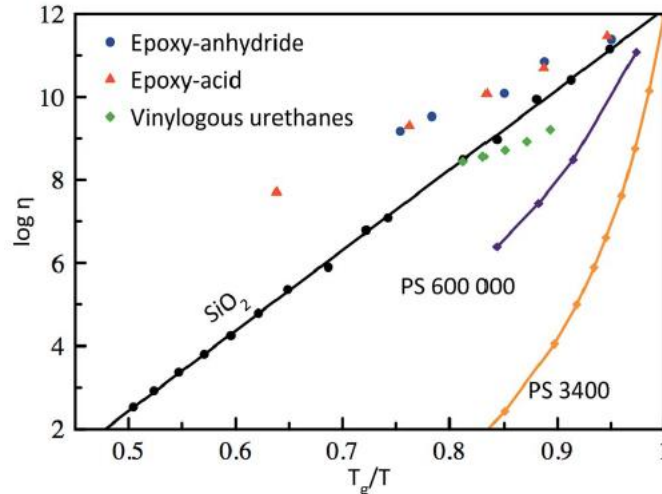 12
Epoxy-anhydride
Epoxy-acid
10
Vinylogous urethanes
8
log η
6
PS 600 000
SiO₂
4
PS 3400
2
0.5 0.6 0.7 0.8 0.9 1
T_g/T